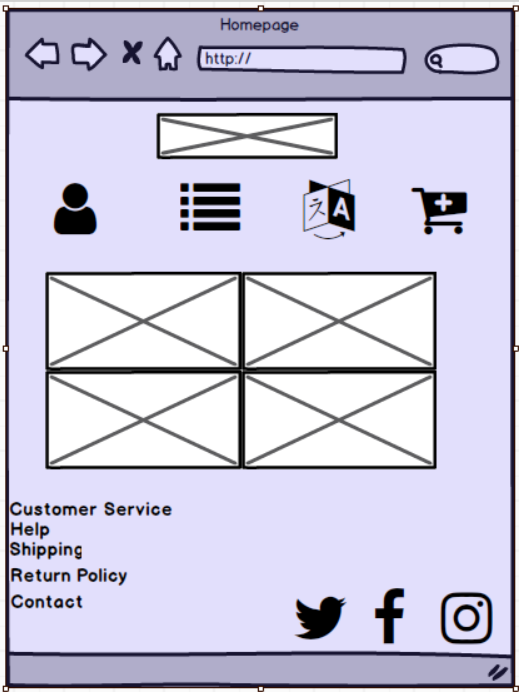 Homepage
http://
A
Customer Service
Help
Shipping
Return Policy
Contact